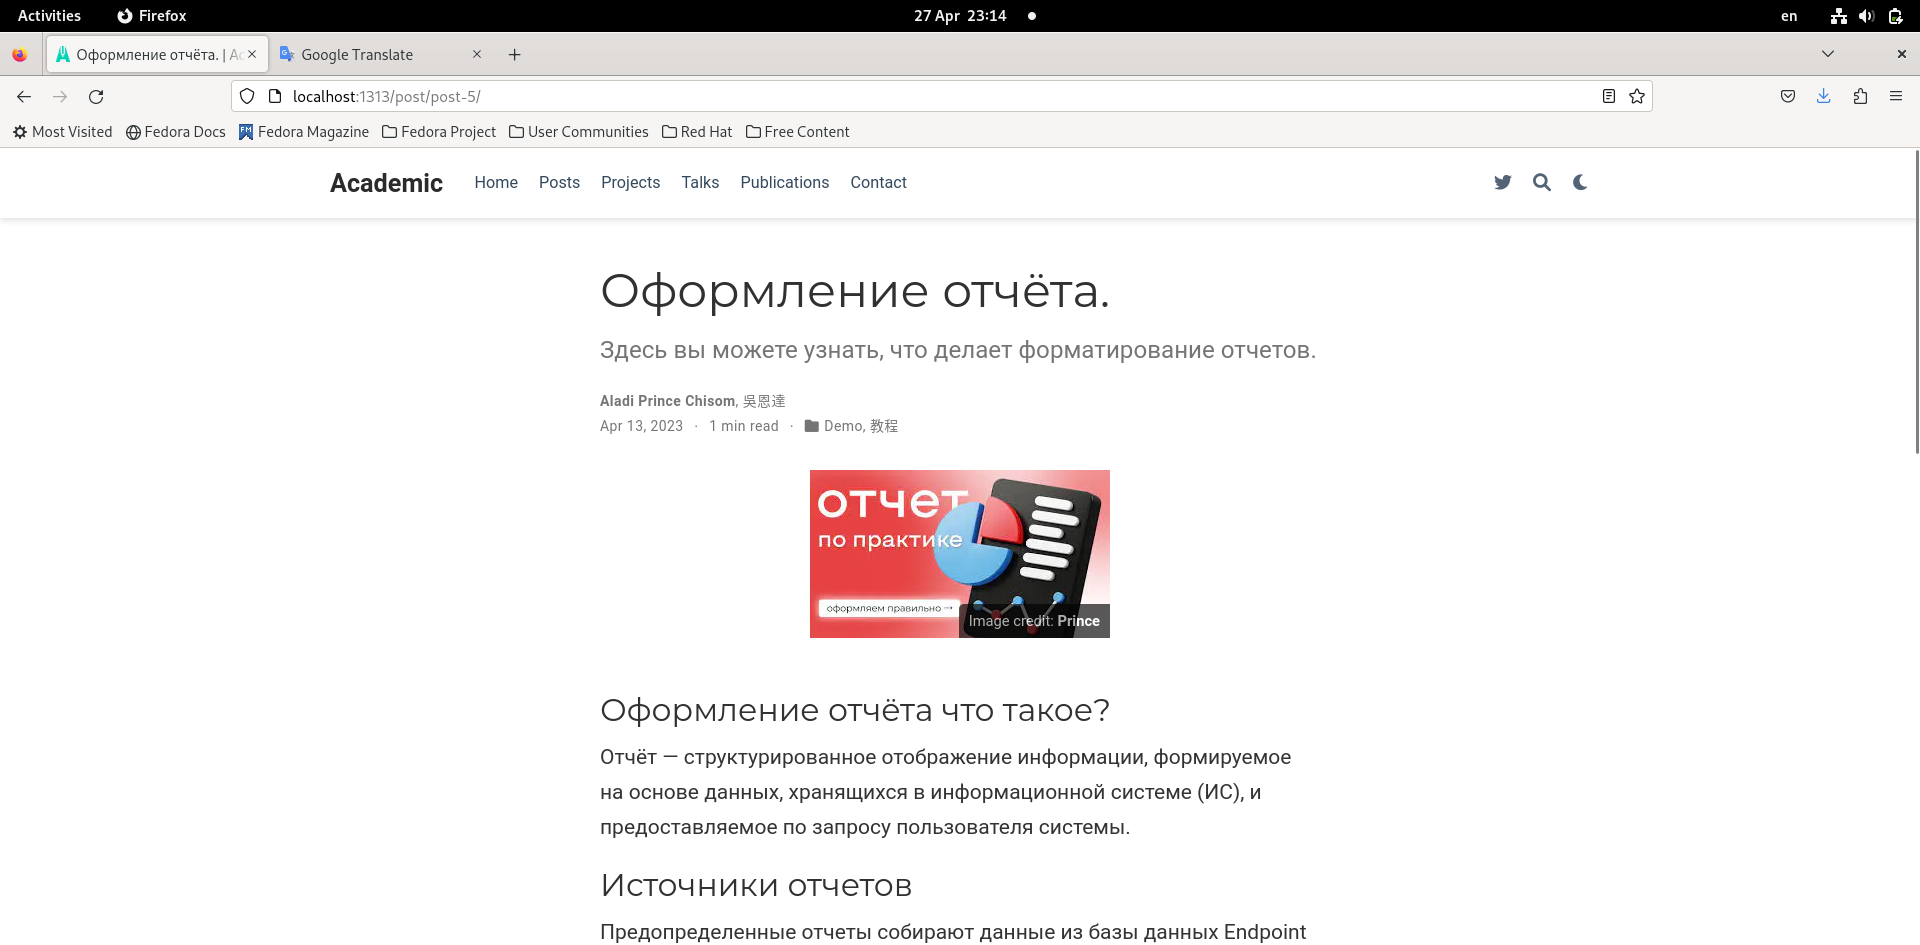 Activities Firefox 27 Apr 23:14 en
Оформление отчёта. | Ac Google Translate
localhost:1313/post/post-5/
Most Visited Fedora Docs Fedora Magazine Fedora Project User Communities Red Hat Free Content
Academic Home Posts Projects Talks Publications Contact
Оформление отчёта.
Здесь вы можете узнать, что делает форматирование отчетов.
Aladi Prince Chisom, 吳恩達
Apr 13, 2023 · 1 min read · Demo, 教程
отчет
по практике
оформляем правильно →
Image credit: Prince
Оформление отчёта что такое?
Отчёт — структурированное отображение информации, формируемое
на основе данных, хранящихся в информационной системе (ИС), и
предоставляемое по запросу пользователя системы.
Источники отчетов
Предопределенные отчеты собирают данные из базы данных Endpoint